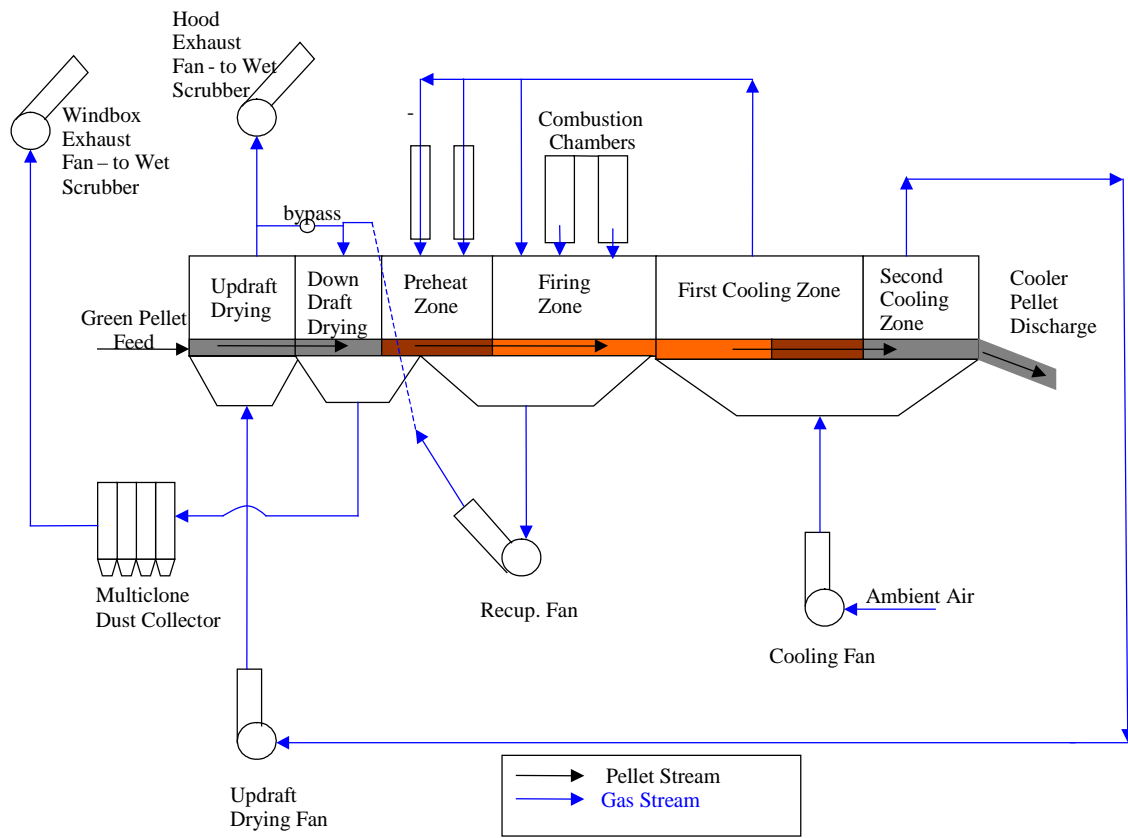 Hood
Exhaust
Fan - to Wet
Scrubber
Windbox
Exhaust
Fan – to Wet
Scrubber
-
Combustion
Chambers
bypass
Updraft
Drying
Down
Draft
Drying
Preheat
Zone
Firing
Zone
First Cooling Zone
Second
Cooling
Zone
Cooler
Pellet
Discharge
Green Pellet
Feed
Multiclone
Dust Collector
Recup. Fan
Ambient Air
Cooling Fan
Updraft
Drying Fan
Pellet Stream
Gas Stream